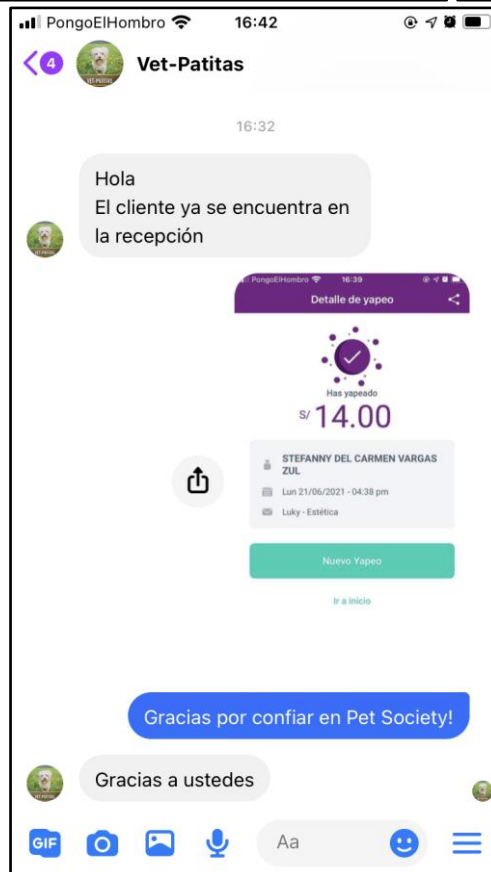 PongoElHombro 16:42
4 Vet-Patitas
16:32
Hola
El cliente ya se encuentra en
la recepción
PongoElHombro 16:39
Detalle de yapeo
Has yapeado
S/ 14.00
STEFANNY DEL CARMEN VARGAS
ZUL
Lun 21/06/2021 - 04:38 pm
Luky - Estética
Nuevo Yapeo
Ir a inicio
Gracias por confiar en Pet Society!
Gracias a ustedes
GIF Aa